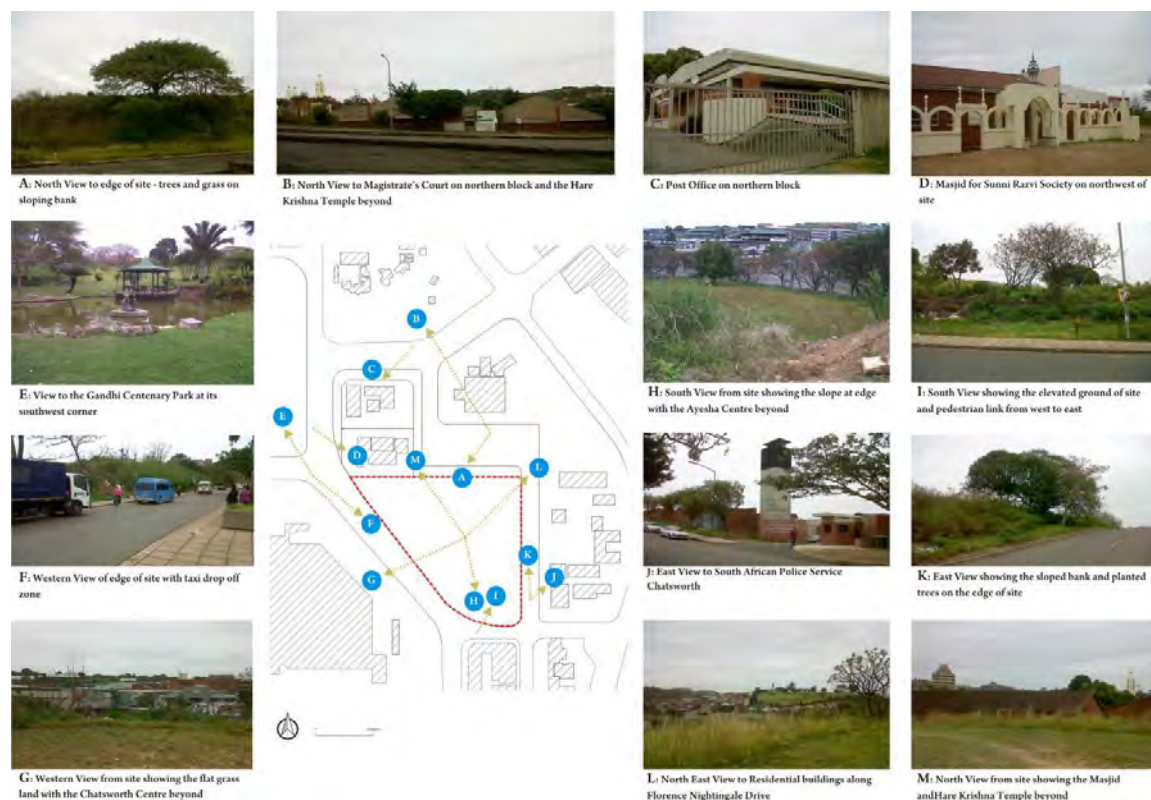 A: North View to edge of site - trees and grass on
sloping bank
B: North View to Magistrate's Court on northern block and the Hare
Krishna Temple beyond
C: Post Office on northern block
D: Masjid for Sunni Razvi Society on northwest of
site
E: View to the Gandhi Centenary Park at its
southwest corner
B
C
E
D
M
A
L
F
G
K
J
H
I
H: South View from site showing the slope at edge
with the Ayesha Centre beyond
I: South View showing the elevated ground of site
and pedestrian link from west to east
F: Western View of edge of site with taxi drop off
zone
J: East View to South African Police Service
Chatsworth
K: East View showing the sloped bank and planted
trees on the edge of site
G: Western View from site showing the flat grass
land with the Chatsworth Centre beyond
L: North East View to Residential buildings along
Florence Nightingale Drive
M: North View from site showing the Masjid
andHare Krishna Temple beyond